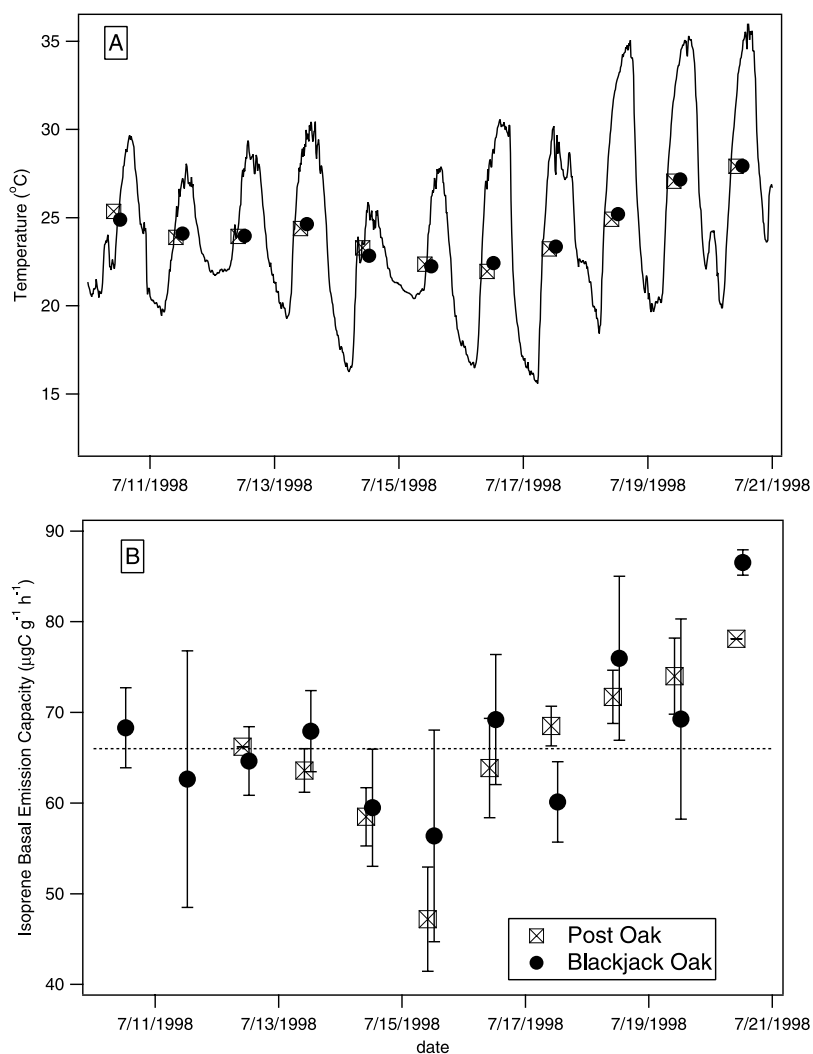 A
35
30
25
20
15
Temperature (°C)
7/11/1998 7/13/1998 7/15/1998 7/17/1998 7/19/1998 7/21/1998
B
90
80
70
60
50
40
Isoprene Basal Emission Capacity (µgC g⁻¹ h⁻¹)
Post Oak
Blackjack Oak
7/11/1998 7/13/1998 7/15/1998 7/17/1998 7/19/1998 7/21/1998
date